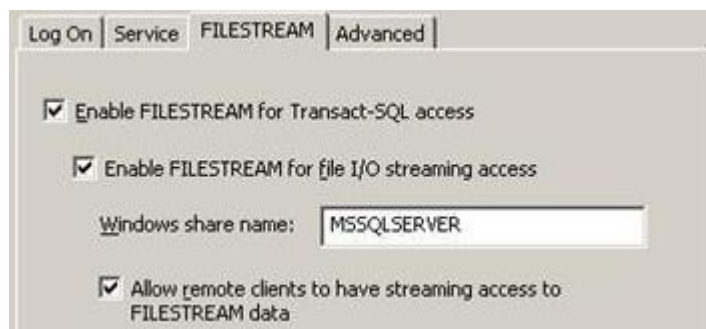 Log On Service FILESTREAM Advanced
Enable FILESTREAM for Transact-SQL access
Enable FILESTREAM for file I/O streaming access
Windows share name: MSSQLSERVER
Allow remote clients to have streaming access to
FILESTREAM data